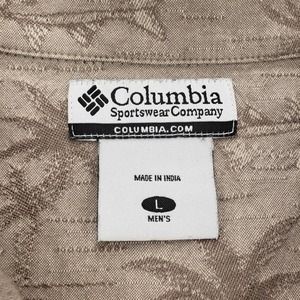 Columbia
Sportswear Company
COLUMBIA.COM
MADE IN INDIA
L
MEN'S